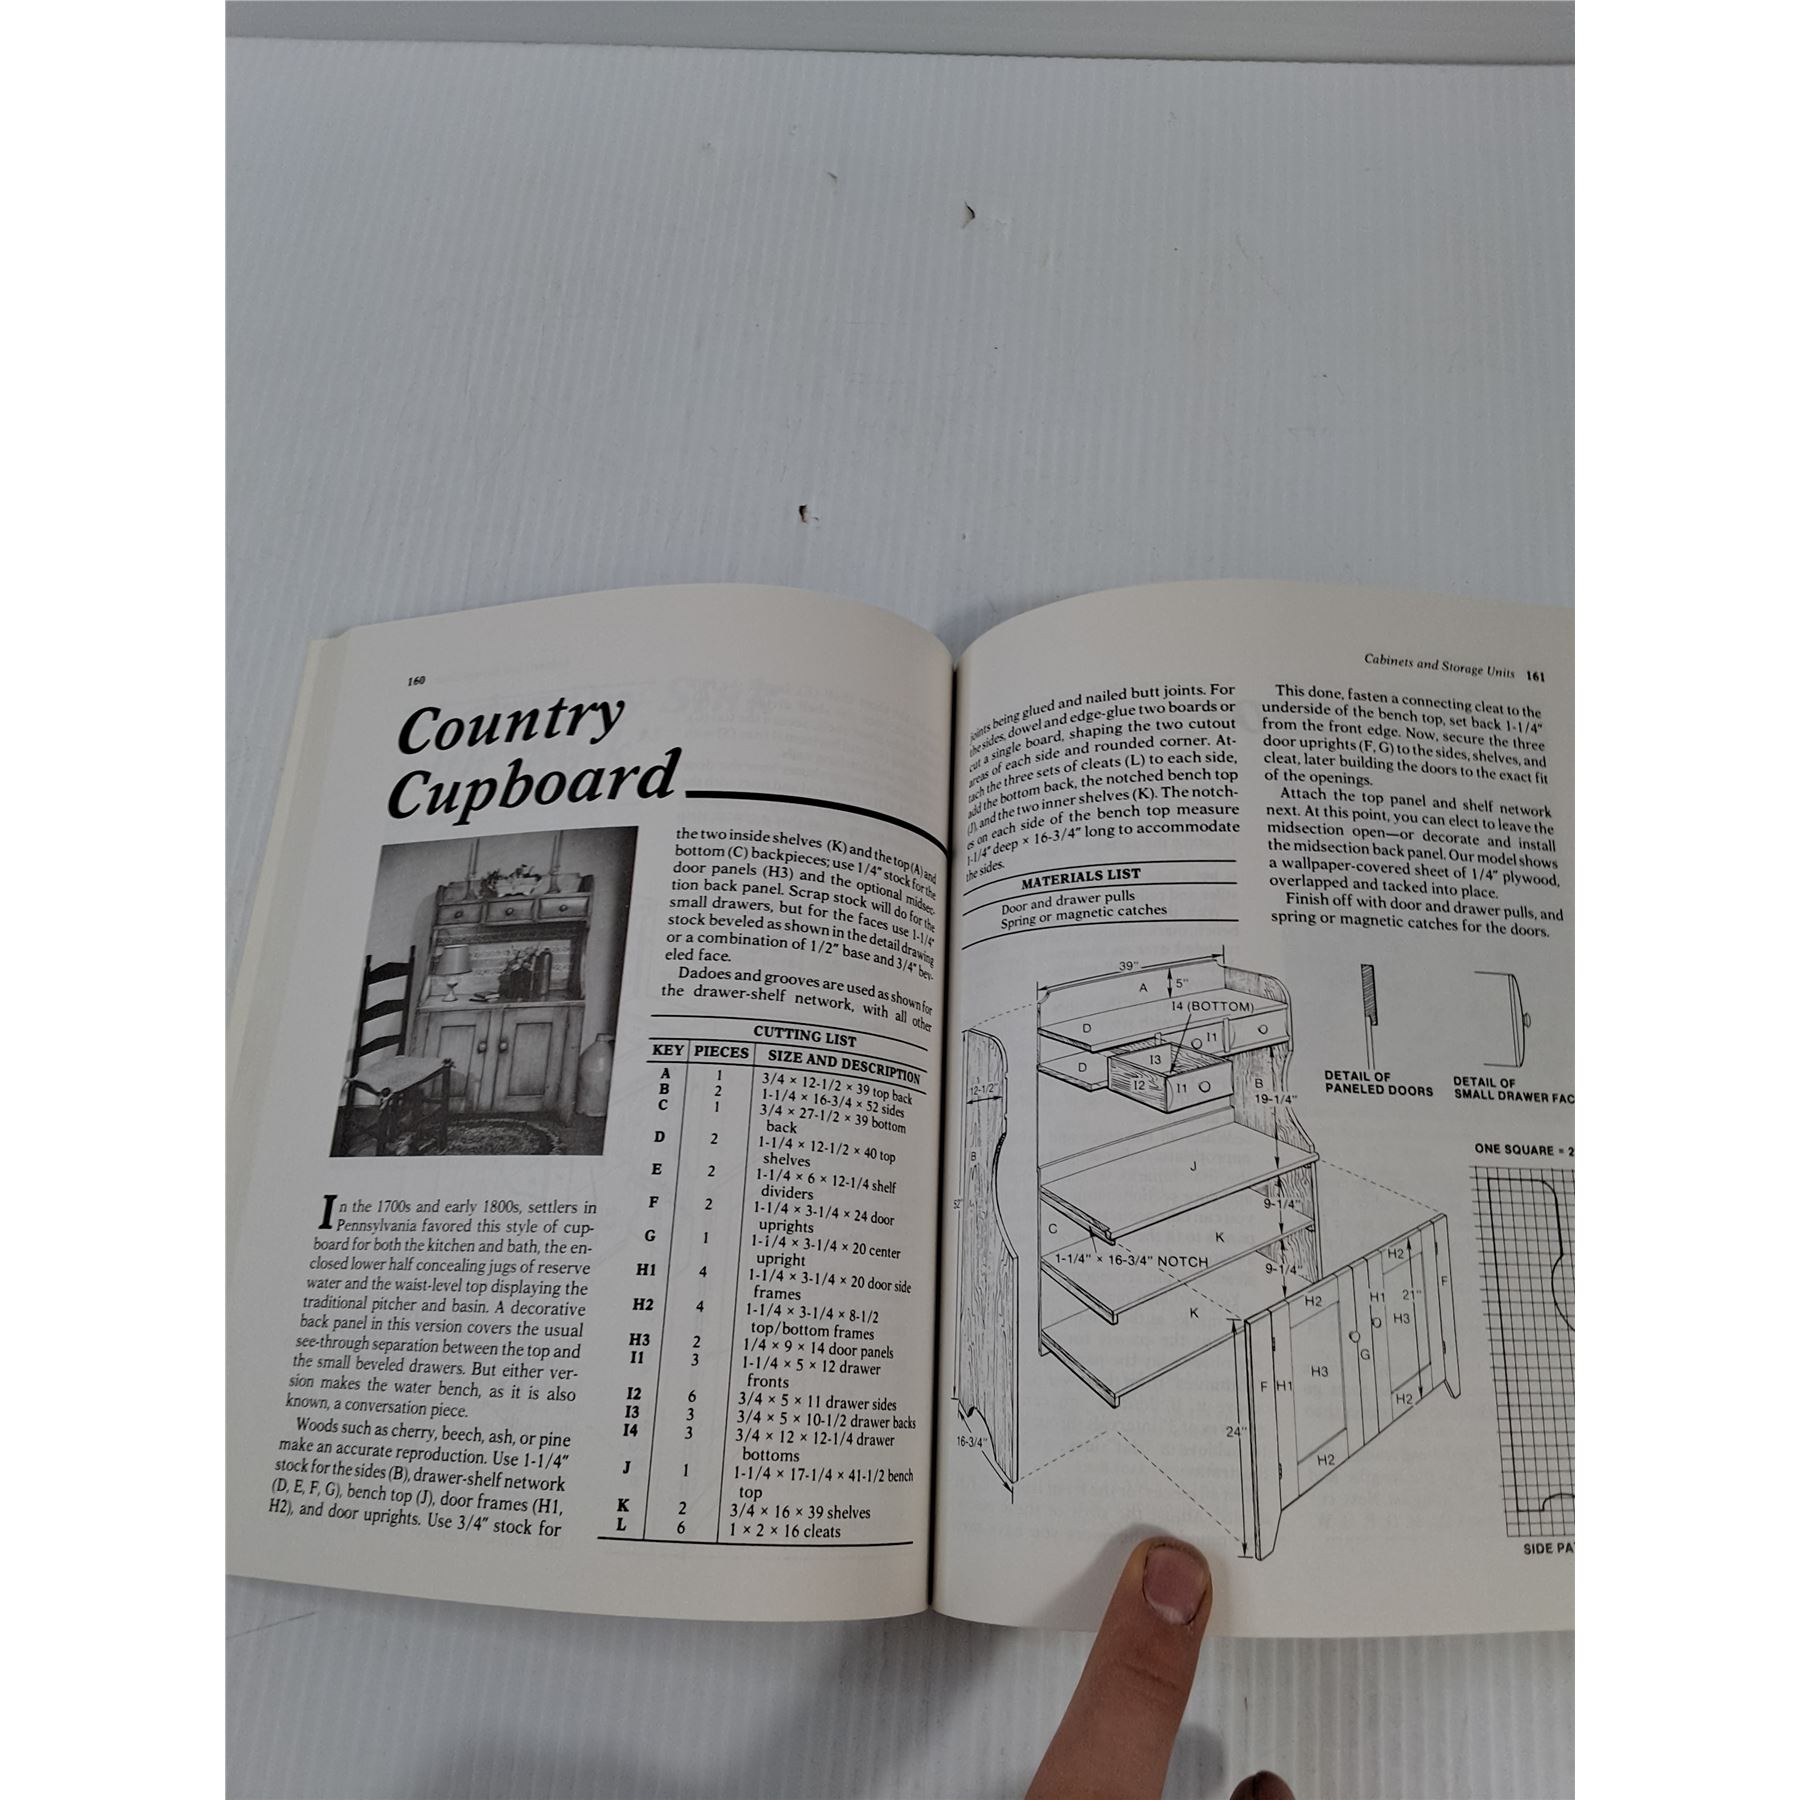 160
Country
Cupboard
In the 1700s and early 1800s, settlers in
Pennsylvania favored this style of cup-
board for both the kitchen and bath, the en-
closed lower half concealing jugs of reserve
water and the waist-level top displaying the
traditional pitcher and basin. A decorative
back panel in this version covers the usual
see-through separation between the top and
the small beveled drawers. But either ver-
sion makes the water bench, as it is also
known, a conversation piece.
Woods such as cherry, beech, ash, or pine
make an accurate reproduction. Use 1-1/4"
stock for the sides (B), drawer-shelf network
(D, E, F, G), bench top (J), door frames (H1,
H2), and door uprights. Use 3/4" stock for
the two inside shelves (K) and the top (A) and
bottom (C) backpieces; use 1/4" stock for the
door panels (H3) and the optional midsec-
tion back panel. Scrap stock will do for the
small drawers, but for the faces use 1-1/4"
stock beveled as shown in the detail drawing
or a combination of 1/2" base and 3/4" bev-
eled face.
Dadoes and grooves are used as shown for
the drawer-shelf network, with all other
CUTTING LIST
KEY PIECES SIZE AND DESCRIPTION
A 1 3/4 × 12-1/2 × 39 top back
B 2 1-1/4 × 16-3/4 × 52 sides
C 1 3/4 × 27-1/2 × 39 bottom
back
D 2 1-1/4 × 12-1/2 × 40 top
shelves
E 2 1-1/4 × 6 × 12-1/4 shelf
dividers
F 2 1-1/4 × 3-1/4 × 24 door
uprights
G 1 1-1/4 × 3-1/4 × 20 center
upright
H1 4 1-1/4 × 3-1/4 × 20 door side
frames
H2 4 1-1/4 × 3-1/4 × 8-1/2
top/bottom frames
H3 2 1/4 × 9 × 14 door panels
I1 3 1-1/4 × 5 × 12 drawer
fronts
I2 6 3/4 × 5 × 11 drawer sides
I3 3 3/4 × 5 × 10-1/2 drawer backs
I4 3 3/4 × 12 × 12-1/4 drawer
bottoms
J 1 1-1/4 × 17-1/4 × 41-1/2 bench
top
K 2 3/4 × 16 × 39 shelves
L 6 1 × 2 × 16 cleats
Cabinets and Storage Units 161
joints being glued and nailed butt joints. For
the sides, dowel and edge-glue two boards or
cut a single board, shaping the two cutout
areas of each side and rounded corner. At-
tach the three sets of cleats (L) to each side,
add the bottom back, the notched bench top
(J), and the two inner shelves (K). The notch-
es on each side of the bench top measure
1-1/4" deep × 16-3/4" long to accommodate
the sides.
MATERIALS LIST
Door and drawer pulls
Spring or magnetic catches
This done, fasten a connecting cleat to the
underside of the bench top, set back 1-1/4"
from the front edge. Now, secure the three
door uprights (F, G) to the sides, shelves, and
cleat, later building the doors to the exact fit
of the openings.
Attach the top panel and shelf network
next. At this point, you can elect to leave the
midsection open—or decorate and install
the midsection back panel. Our model shows
a wallpaper-covered sheet of 1/4" plywood,
overlapped and tacked into place.
Finish off with door and drawer pulls, and
spring or magnetic catches for the doors.
39"
A 5"
I4 (BOTTOM)
D
I1
I3
D
I2 I1
B
19-1/4"
12-1/2"
B
J
52"
9-1/4"
C
K
1-1/4" × 16-3/4" NOTCH
9-1/4"
K
16-3/4"
H2
F
H2
H1
21"
H3
G
H3
F H1
H2
24"
H2
DETAIL OF
PANELED DOORS
DETAIL OF
SMALL DRAWER FAC
ONE SQUARE = 2
SIDE PA